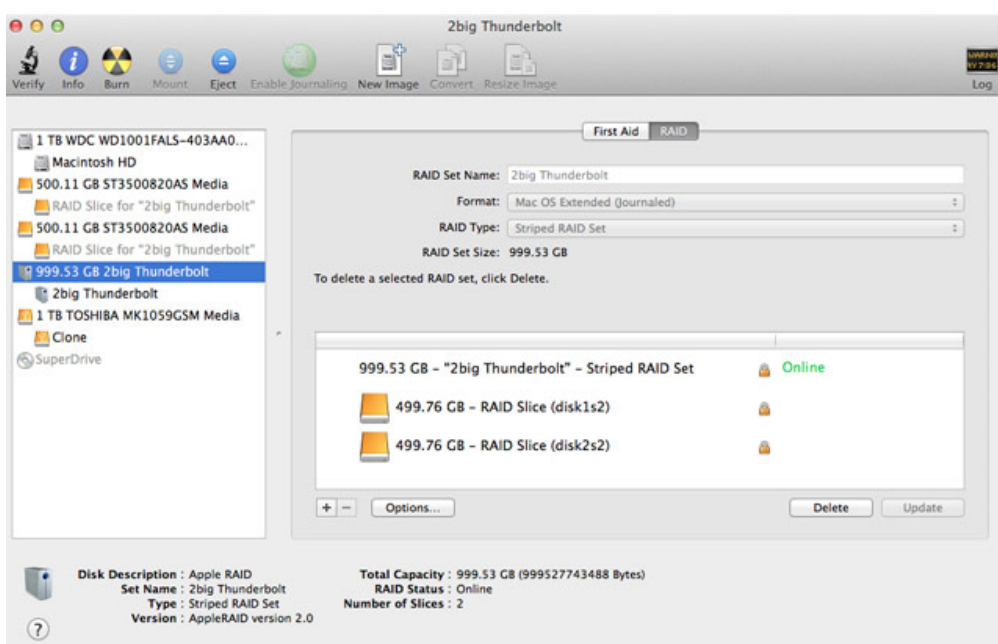 2big Thunderbolt
Verify Info Burn Mount Eject Enable Journaling New Image Convert Resize Image Log
First Aid RAID
1 TB WDC WD1001FALS-403AA0...
Macintosh HD
500.11 GB ST3500820AS Media
RAID Slice for "2big Thunderbolt"
500.11 GB ST3500820AS Media
RAID Slice for "2big Thunderbolt"
999.53 GB 2big Thunderbolt
2big Thunderbolt
1 TB TOSHIBA MK1059GSM Media
Clone
SuperDrive
RAID Set Name: 2big Thunderbolt
Format: Mac OS Extended (Journaled)
RAID Type: Striped RAID Set
RAID Set Size: 999.53 GB
To delete a selected RAID set, click Delete.
999.53 GB – "2big Thunderbolt" – Striped RAID Set Online
499.76 GB – RAID Slice (disk1s2)
499.76 GB – RAID Slice (disk2s2)
+ − Options... Delete Update
Disk Description : Apple RAID
Set Name : 2big Thunderbolt
Type : Striped RAID Set
Version : AppleRAID version 2.0
Total Capacity : 999.53 GB (999527743488 Bytes)
RAID Status : Online
Number of Slices : 2
?